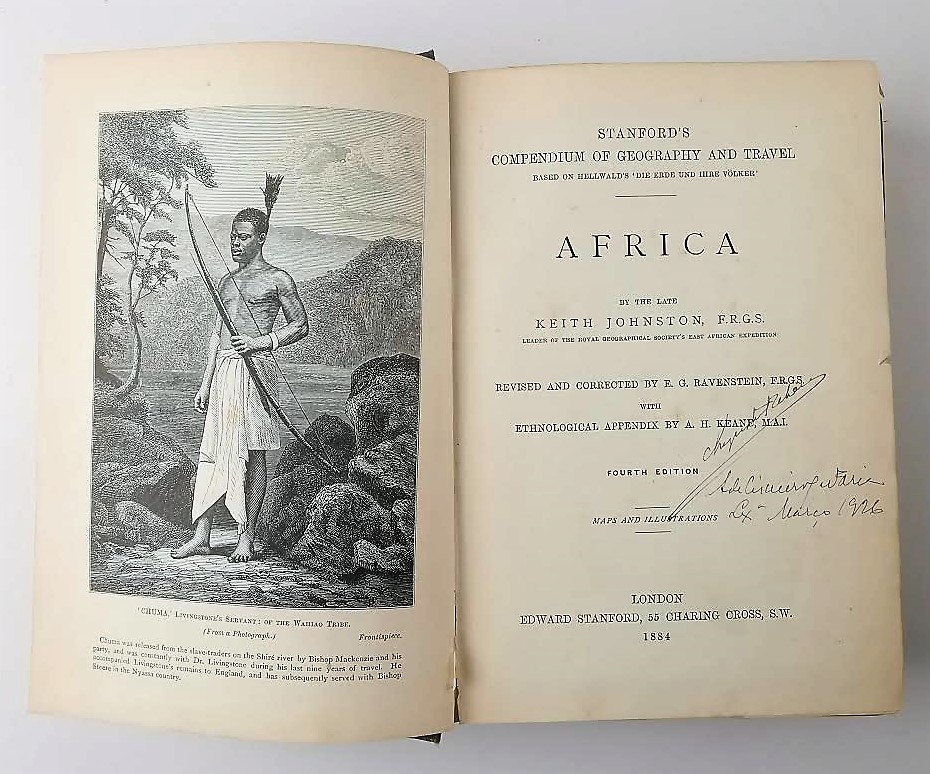 'CHUMA,' LIVINGSTONE'S SERVANT: OF THE WAHIAO TRIBE.
(From a Photograph.) Frontispiece.
Chuma was released from the slave-traders on the Shiré river by Bishop Mackenzie and his
party, and was constantly with Dr. Livingstone during his last nine years of travel. He
accompanied Livingstone's remains to England, and has subsequently served with Bishop
Steere in the Nyassa country.
STANFORD'S
COMPENDIUM OF GEOGRAPHY AND TRAVEL
BASED ON HELLWALD'S 'DIE ERDE UND IHRE VÖLKER'
AFRICA
BY THE LATE
KEITH JOHNSTON, F.R.G.S.
LEADER OF THE ROYAL GEOGRAPHICAL SOCIETY'S EAST AFRICAN EXPEDITION
REVISED AND CORRECTED BY E. G. RAVENSTEIN, F.R.G.S.
WITH
ETHNOLOGICAL APPENDIX BY A. H. KEANE, M.A.I.
FOURTH EDITION
MAPS AND ILLUSTRATIONS
Lxª Março 1926
LONDON
EDWARD STANFORD, 55 CHARING CROSS, S.W.
1884